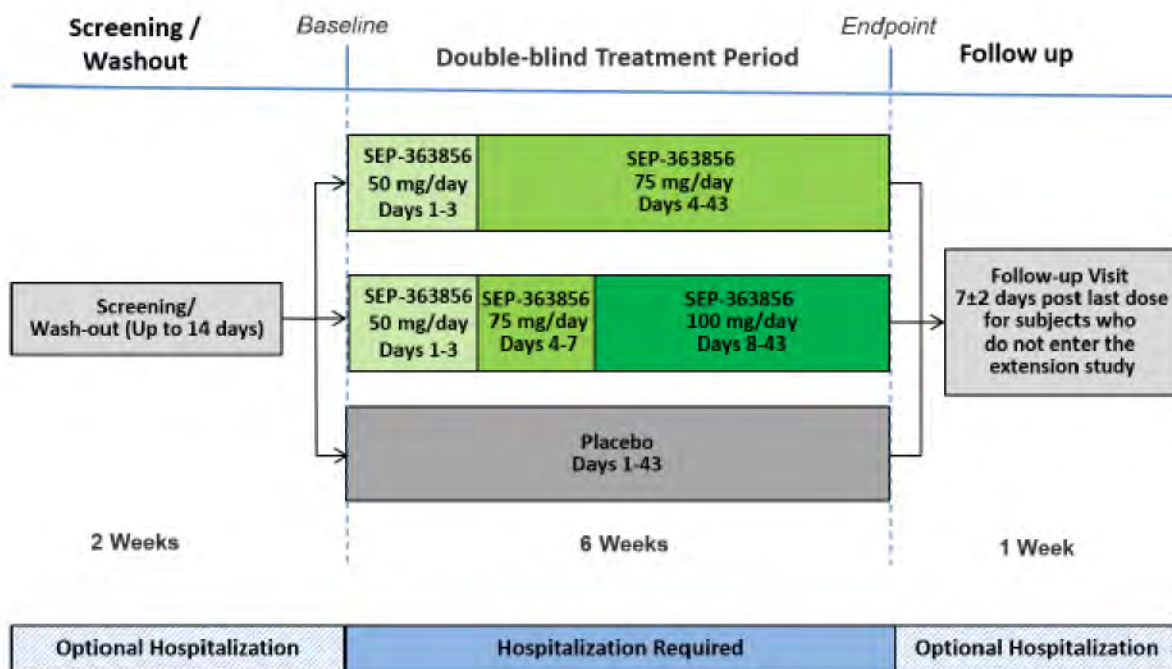 Screening /
Washout
Baseline
Double-blind Treatment Period
Endpoint
Follow up
SEP-363856
50 mg/day
Days 1-3
SEP-363856
75 mg/day
Days 4-43
Screening/
Wash-out (Up to 14 days)
SEP-363856
50 mg/day
Days 1-3
SEP-363856
75 mg/day
Days 4-7
SEP-363856
100 mg/day
Days 8-43
Follow-up Visit
7±2 days post last dose
for subjects who
do not enter the
extension study
Placebo
Days 1-43
2 Weeks
6 Weeks
1 Week
Optional Hospitalization
Hospitalization Required
Optional Hospitalization